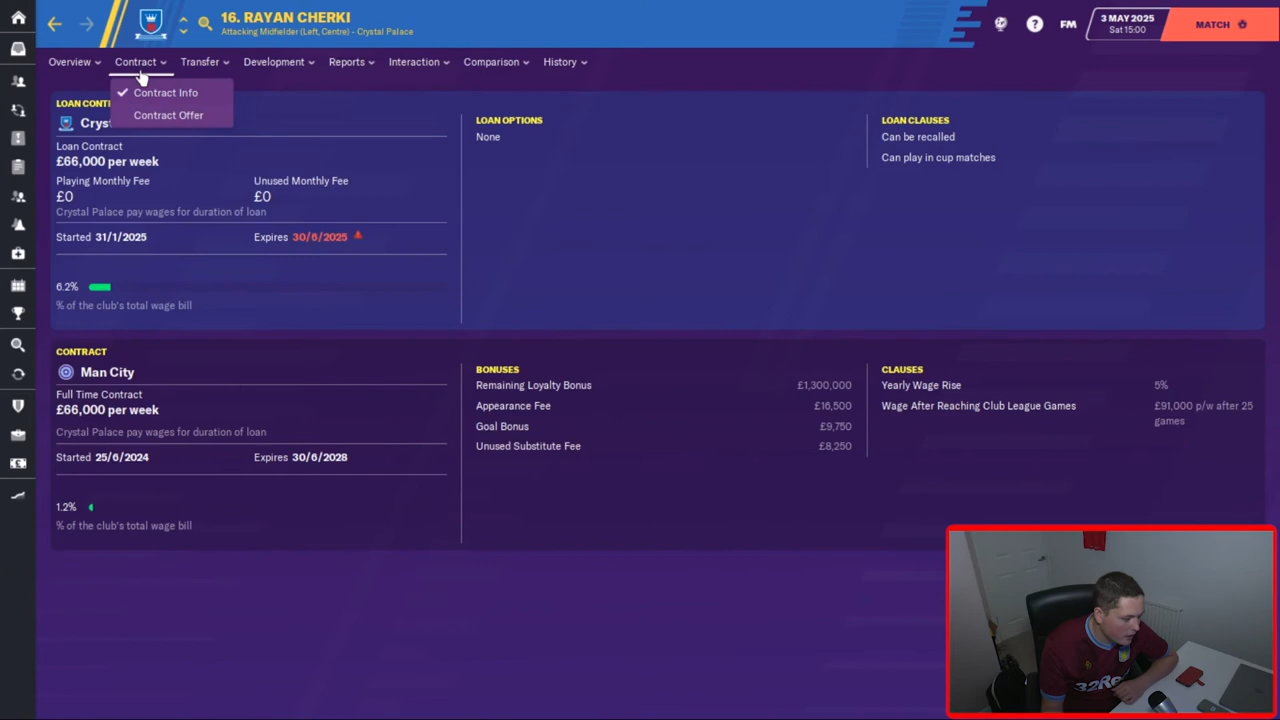 16. RAYAN CHERKI
Attacking Midfielder (Left, Centre) - Crystal Palace
FM
3 MAY 2025
Sat 15:00
MATCH
Overview
Contract
Transfer
Development
Reports
Interaction
Comparison
History
Contract Info
Contract Offer
LOAN CONT
Crys
Loan Contract
£66,000 per week
Playing Monthly Fee
Unused Monthly Fee
£0
£0
Crystal Palace pay wages for duration of loan
Started 31/1/2025
Expires 30/6/2025
6.2%
% of the club's total wage bill
LOAN OPTIONS
None
LOAN CLAUSES
Can be recalled
Can play in cup matches
CONTRACT
Man City
Full Time Contract
£66,000 per week
Crystal Palace pay wages for duration of loan
Started 25/6/2024
Expires 30/6/2028
1.2%
% of the club's total wage bill
BONUSES
Remaining Loyalty Bonus £1,300,000
Appearance Fee £16,500
Goal Bonus £9,750
Unused Substitute Fee £8,250
CLAUSES
Yearly Wage Rise 5%
Wage After Reaching Club League Games £91,000 p/w after 25
games
32Re